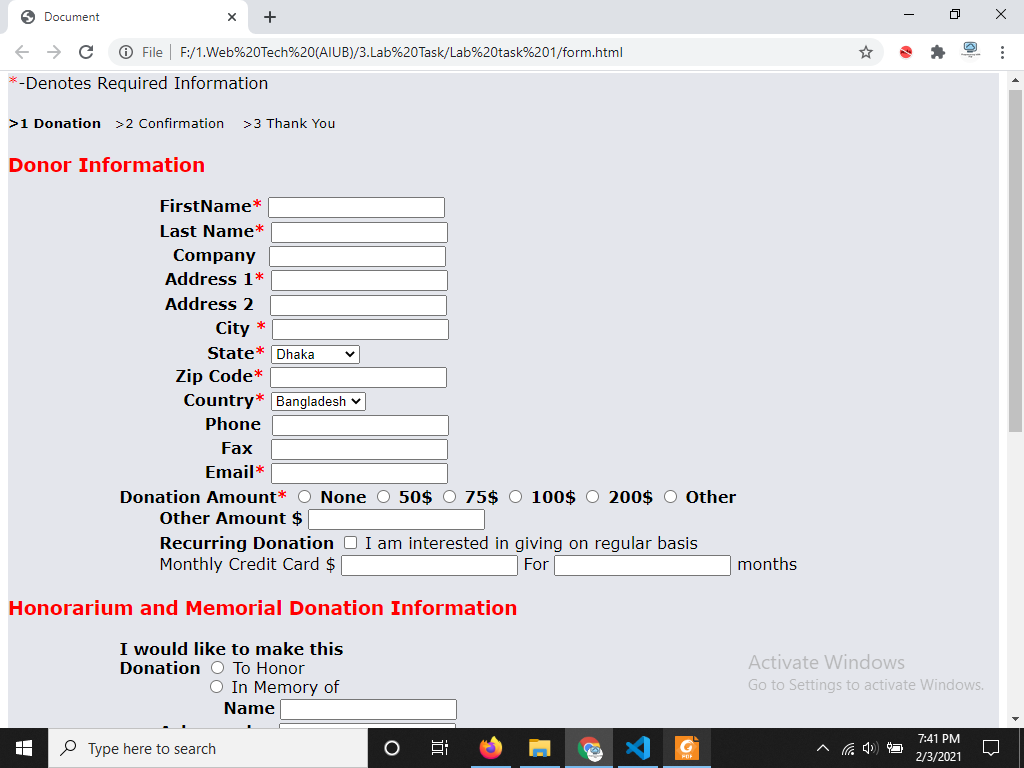 Document
File | F:/1.Web%20Tech%20(AIUB)/3.Lab%20Task/Lab%20task%201/form.html
*-Denotes Required Information
>1 Donation >2 Confirmation >3 Thank You
Donor Information
FirstName*
Last Name*
Company
Address 1*
Address 2
City *
State* Dhaka
Zip Code*
Country* Bangladesh
Phone
Fax
Email*
Donation Amount* None 50$ 75$ 100$ 200$ Other
Other Amount $
Recurring Donation I am interested in giving on regular basis
Monthly Credit Card $ For months
Honorarium and Memorial Donation Information
I would like to make this
Donation To Honor
In Memory of
Name
Activate Windows
Go to Settings to activate Windows.
Type here to search
7:41 PM
2/3/2021